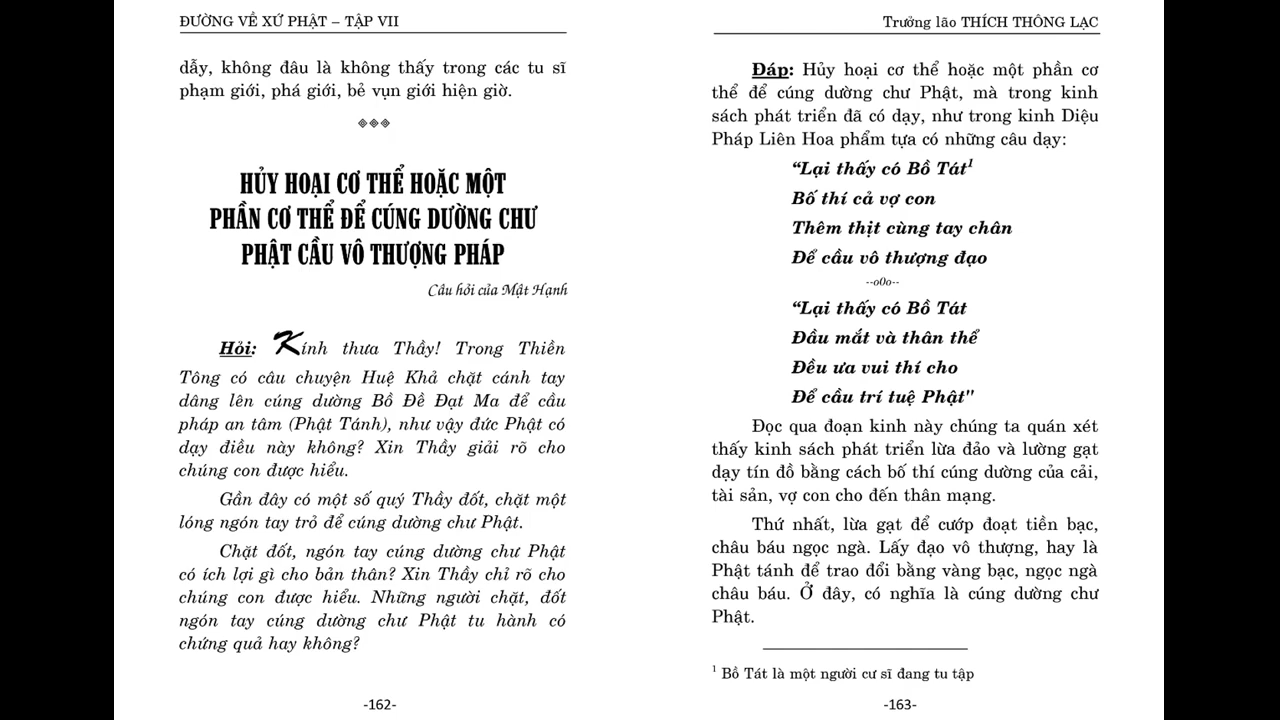 ĐƯỜNG VỀ XỨ PHẬT – TẬP VII
dẫy, không đâu là không thấy trong các tu sĩ
phạm giới, phá giới, bẻ vụn giới hiện giờ.
HỦY HOẠI CƠ THỂ HOẶC MỘT
PHẦN CƠ THỂ ĐỂ CÚNG DƯỜNG CHƯ
PHẬT CẦU VÔ THƯỢNG PHÁP
Câu hỏi của Mật Hạnh
Hỏi: Kính thưa Thầy! Trong Thiền
Tông có câu chuyện Huệ Khả chặt cánh tay
dâng lên cúng dường Bồ Đề Đạt Ma để cầu
pháp an tâm (Phật Tánh), như vậy đức Phật có
dạy điều này không? Xin Thầy giải rõ cho
chúng con được hiểu.
Gần đây có một số quý Thầy đốt, chặt một
lóng ngón tay trỏ để cúng dường chư Phật.
Chặt đốt, ngón tay cúng dường chư Phật
có ích lợi gì cho bản thân? Xin Thầy chỉ rõ cho
chúng con được hiểu. Những người chặt, đốt
ngón tay cúng dường chư Phật tu hành có
chứng quả hay không?
-162-
Trưởng lão THÍCH THÔNG LẠC
Đáp: Hủy hoại cơ thể hoặc một phần cơ
thể để cúng dường chư Phật, mà trong kinh
sách phát triển đã có dạy, như trong kinh Diệu
Pháp Liên Hoa phẩm tựa có những câu dạy:
“Lại thấy có Bồ Tát1
Bố thí cả vợ con
Thêm thịt cùng tay chân
Để cầu vô thượng đạo
--o0o--
“Lại thấy có Bồ Tát
Đầu mắt và thân thể
Đều ưa vui thí cho
Để cầu trí tuệ Phật"
Đọc qua đoạn kinh này chúng ta quán xét
thấy kinh sách phát triển lừa đảo và lường gạt
dạy tín đồ bằng cách bố thí cúng dường của cải,
tài sản, vợ con cho đến thân mạng.
Thứ nhất, lừa gạt để cướp đoạt tiền bạc,
châu báu ngọc ngà. Lấy đạo vô thượng, hay là
Phật tánh để trao đổi bằng vàng bạc, ngọc ngà
châu báu. Ở đây, có nghĩa là cúng dường chư
Phật.
1 Bồ Tát là một người cư sĩ đang tu tập
-163-